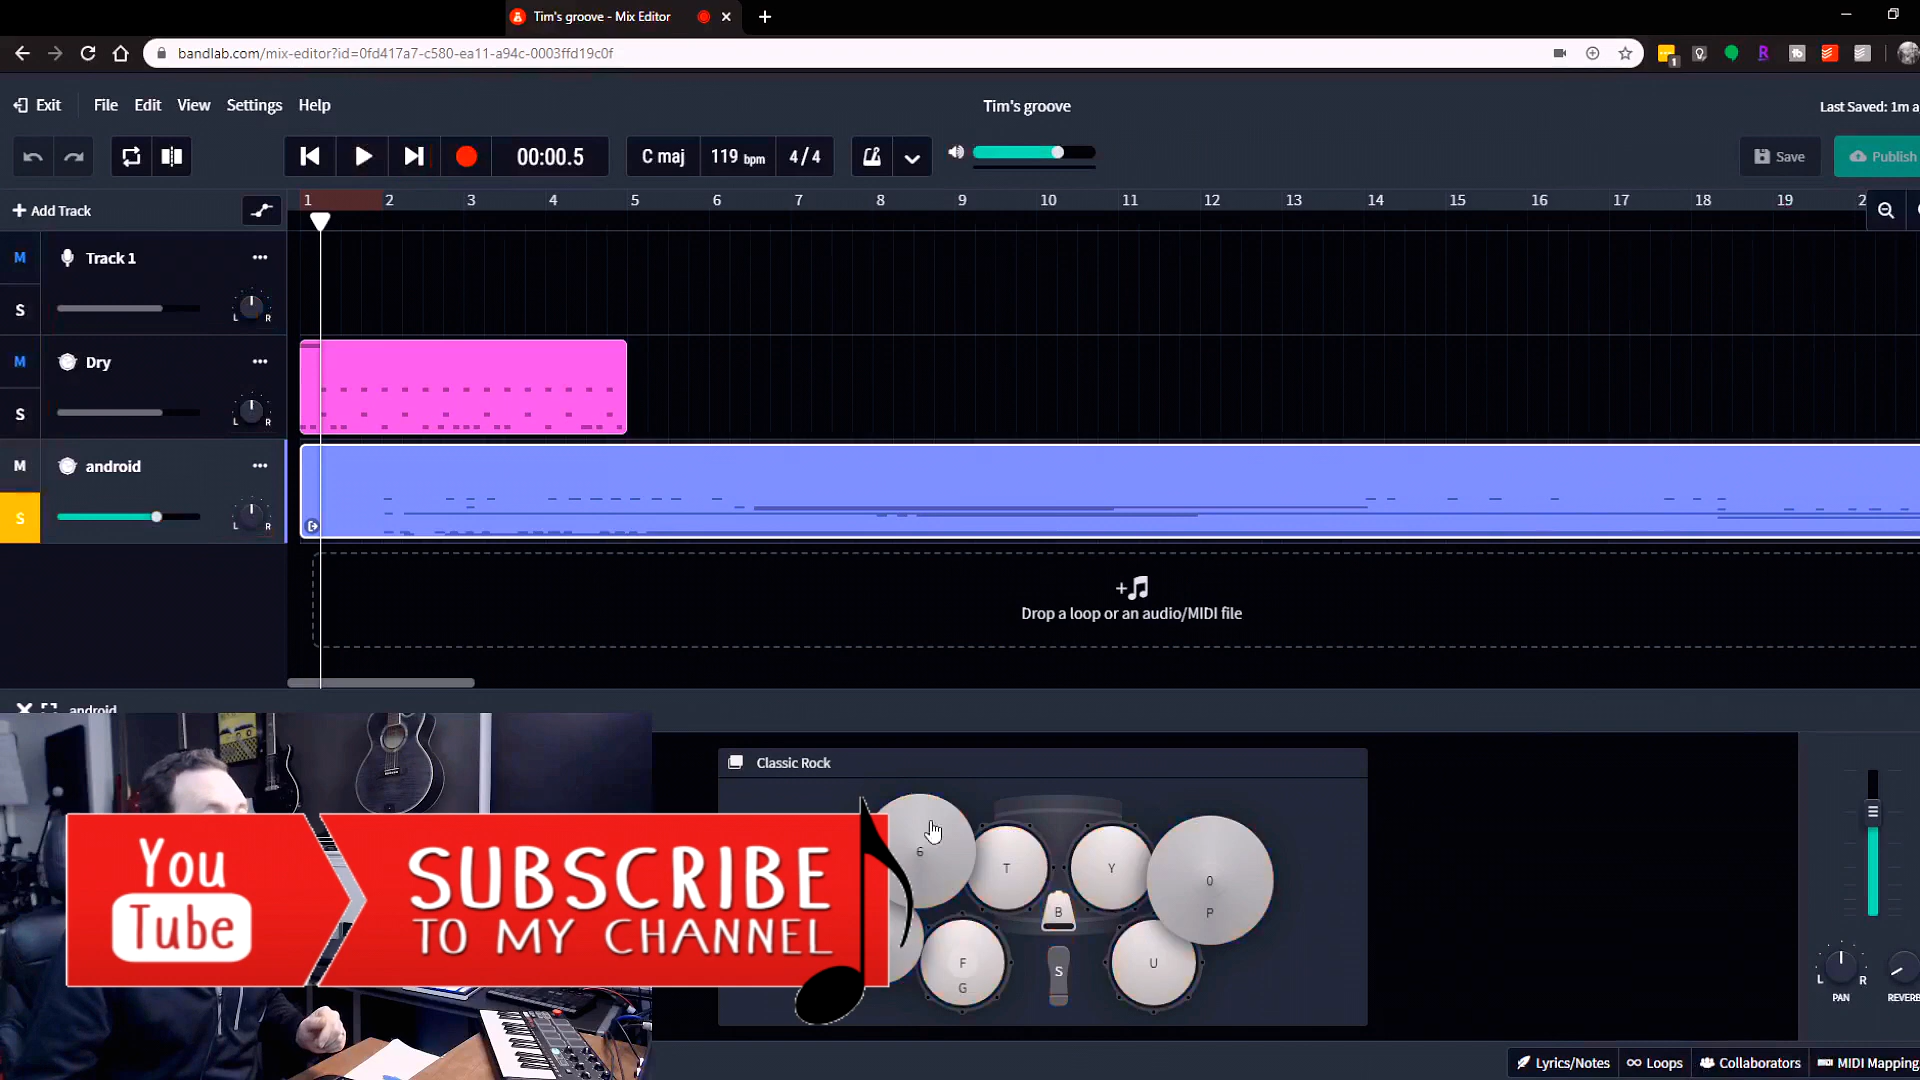 Tim's groove - Mix Editor
bandlab.com/mix-editor?id=0fd417a7-c580-ea11-a94c-0003ffd19c0f
1
R
Exit
File
Edit
View
Settings
Help
Tim's groove
Last Saved: 1m a
00:00.5
C maj
119 bpm
4/4
Save
Publish
Add Track
1 2 3 4 5 6 7 8 9 10 11 12 13 14 15 16 17 18 19 2
M
Track 1
S
L R
M
Dry
S
L R
M
android
S
L R
Drop a loop or an audio/MIDI file
android
Classic Rock
6
T
Y
0
P
B
F
G
S
U
L R
PAN
REVERB
You
Tube
SUBSCRIBE
TO MY CHANNEL
Lyrics/Notes
Loops
Collaborators
MIDI Mapping